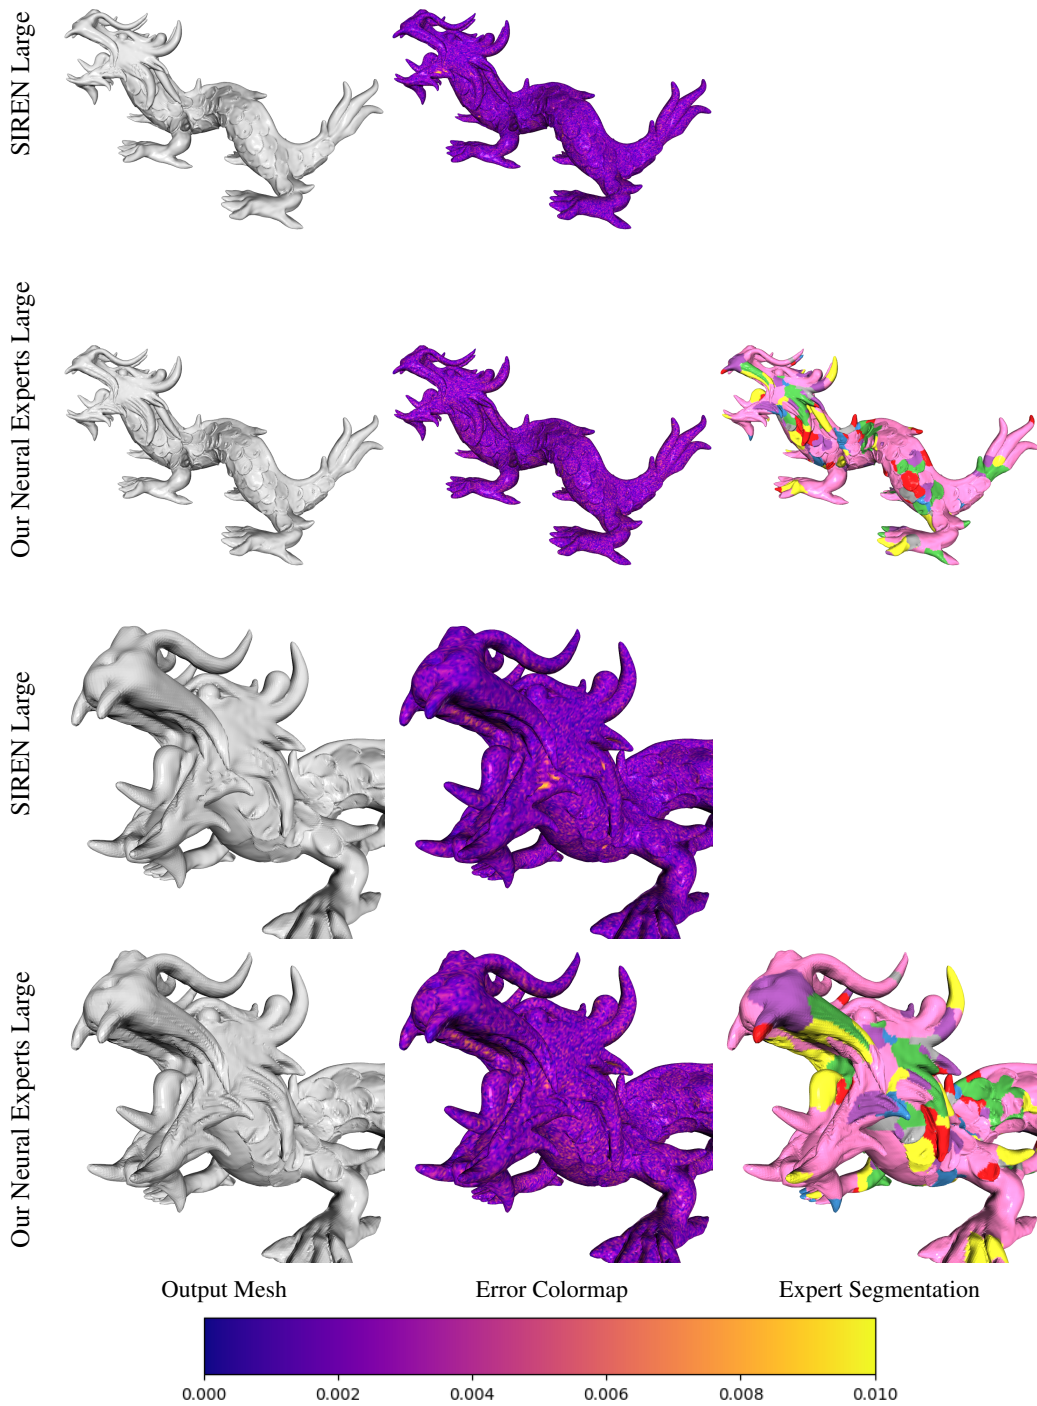 SIREN Large
Our Neural Experts Large
SIREN Large
Our Neural Experts Large
Output Mesh
Error Colormap
Expert Segmentation
0.000
0.002
0.004
0.006
0.008
0.010